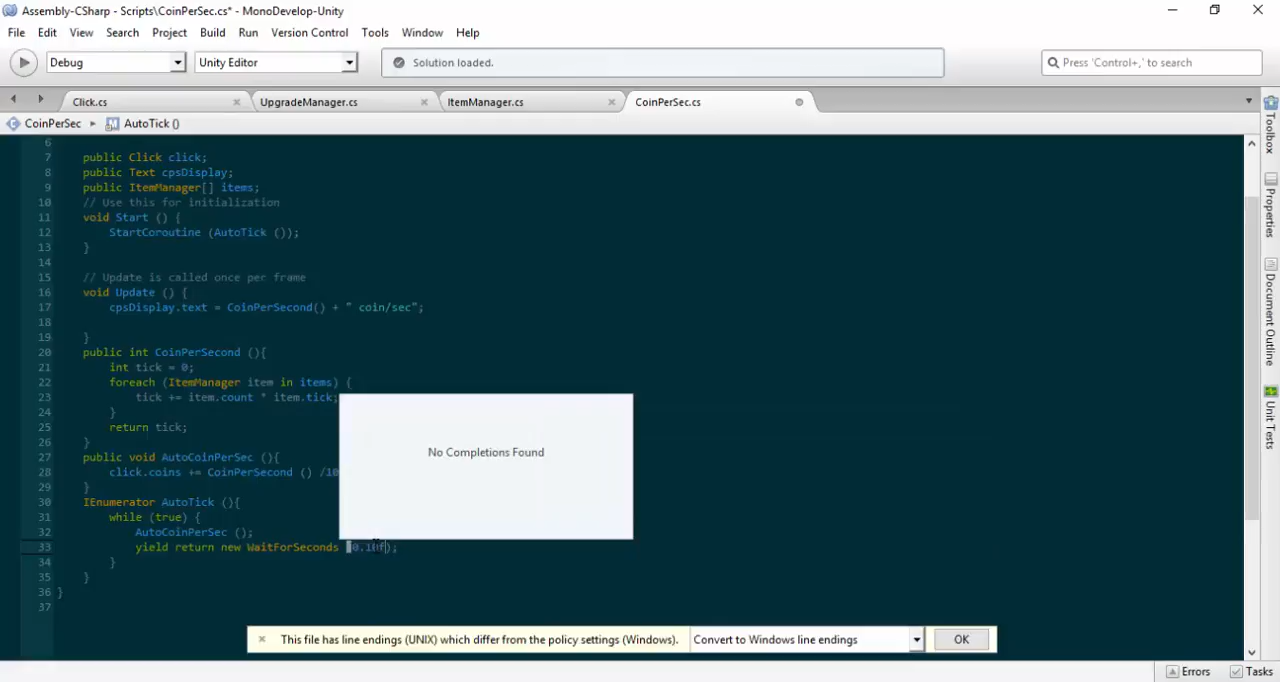 Assembly-CSharp - Scripts\CoinPerSec.cs* - MonoDevelop-Unity
File Edit View Search Project Build Run Version Control Tools Window Help
Debug Unity Editor Solution loaded. Press 'Control+,' to search
Click.cs UpgradeManager.cs ItemManager.cs CoinPerSec.cs
CoinPerSec AutoTick ()
6
7 public Click click;
8 public Text cpsDisplay;
9 public ItemManager[] items;
10 // Use this for initialization
11 void Start () {
12 StartCoroutine (AutoTick ());
13 }
14
15 // Update is called once per frame
16 void Update () {
17 cpsDisplay.text = CoinPerSecond() + " coin/sec";
18
19 }
20 public int CoinPerSecond (){
21 int tick = 0;
22 foreach (ItemManager item in items) {
23 tick += item.count * item.tick;
24 }
25 return tick;
26 }
27 public void AutoCoinPerSec (){
28 click.coins += CoinPerSecond () /10
29 }
30 IEnumerator AutoTick (){
31 while (true) {
32 AutoCoinPerSec ();
33 yield return new WaitForSeconds
34 }
35 }
36 }
37
No Completions Found
This file has line endings (UNIX) which differ from the policy settings (Windows). Convert to Windows line endings OK
Errors Tasks
Toolbox
Properties
Document Outline
Unit Tests